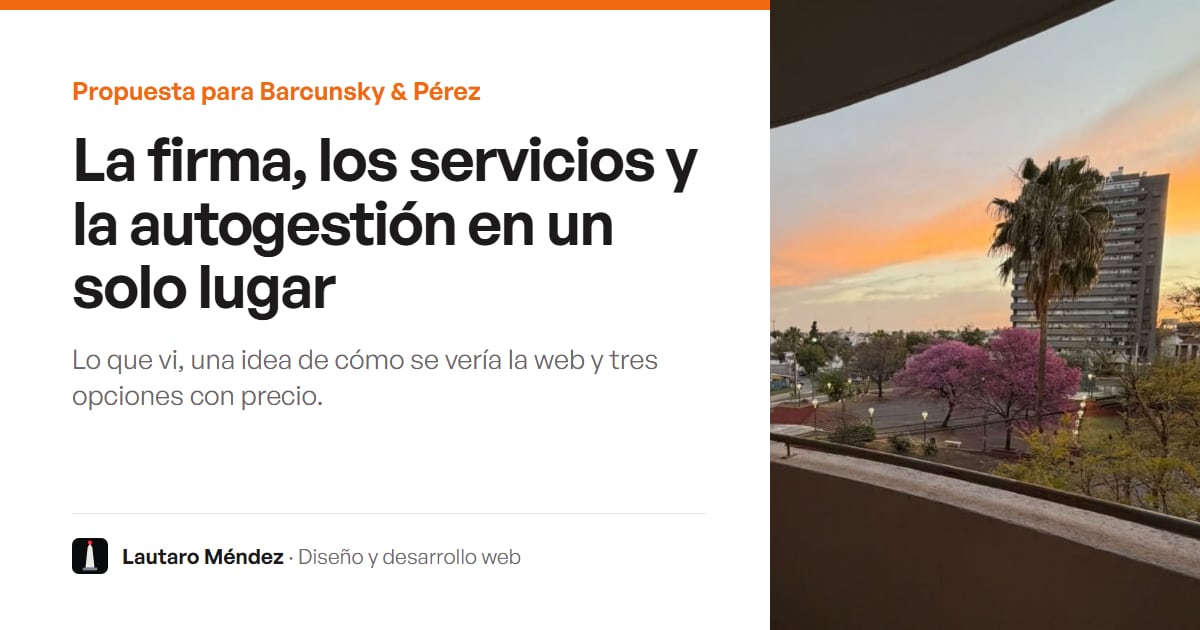 Propuesta para Barcunsky & Pérez
La firma, los servicios y
la autogestión en un
solo lugar
Lo que vi, una idea de cómo se vería la web y tres
opciones con precio.
Lautaro Méndez · Diseño y desarrollo web